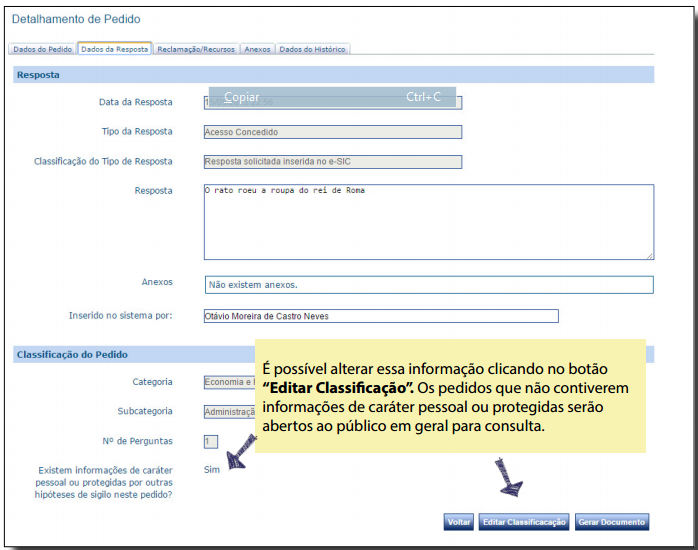 Detalhamento de Pedido
Dados do Pedido Dados da Resposta Reclamação/Recursos Anexos Dados do Histórico
Resposta
Data da Resposta
Copiar Ctrl+C
Tipo da Resposta Acesso Concedido
Classificação do Tipo de Resposta Resposta solicitada inserida no e-SIC
Resposta O rato roeu a roupa do rei de Roma
Anexos Não existem anexos.
Inserido no sistema por: Otávio Moreira de Castro Neves
Classificação do Pedido
É possível alterar essa informação clicando no botão
“Editar Classificação”. Os pedidos que não contiverem
informações de caráter pessoal ou protegidas serão
abertos ao público em geral para consulta.
Categoria Economia e
Subcategoria Administração
Nº de Perguntas 1
Existem informações de caráter
pessoal ou protegidas por outras
hipóteses de sigilo neste pedido?
Sim
Voltar Editar Classificacação Gerar Documento